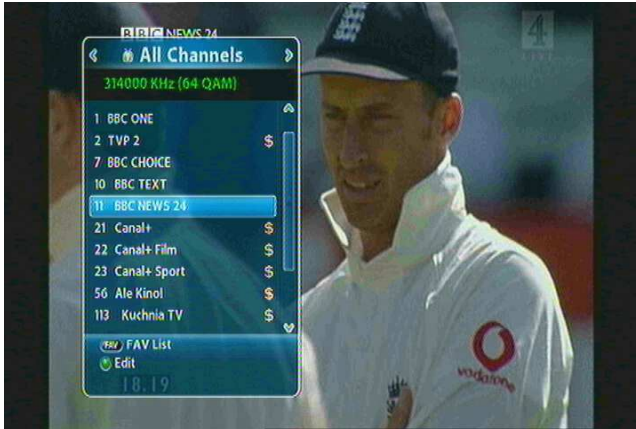 BBC NEWS 24
4
LIVE
All Channels
314000 KHz (64 QAM)
1 BBC ONE
2 TVP 2 $
7 BBC CHOICE
10 BBC TEXT
11 BBC NEWS 24
21 Canal+ $
22 Canal+ Film $
23 Canal+ Sport $
56 Ale Kino! $
113 Kuchnia TV $
FAV FAV List
Edit
18.19
vodafone